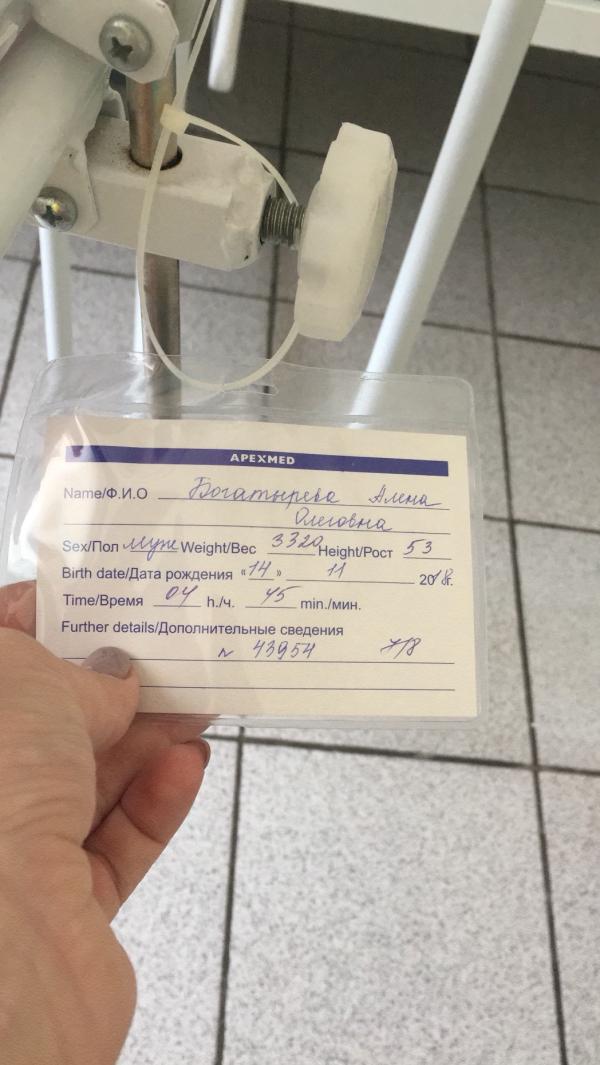 APEXMED
Name/Ф.И.О Богатырева Алена
Олеговна
Sex/Пол муж Weight/Вес 3320 Height/Рост 53
Birth date/Дата рождения «14» 11 2018г.
Time/Время 04 h./ч. 45 min./мин.
Further details/Дополнительные сведения
№ 43954 7/8